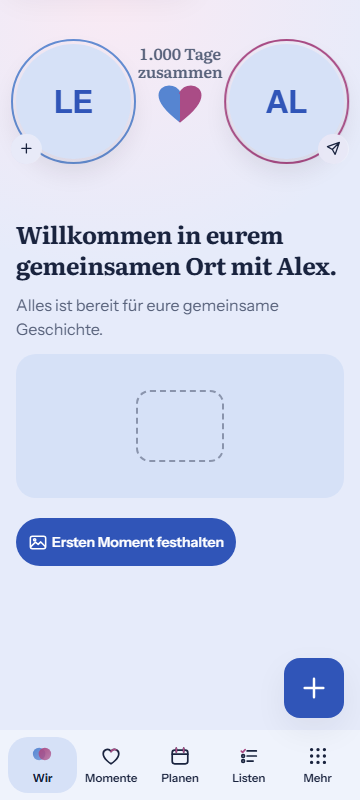 LE
1.000 Tage
zusammen
AL
Willkommen in eurem
gemeinsamen Ort mit Alex.
Alles ist bereit für eure gemeinsame
Geschichte.
Ersten Moment festhalten
Wir
Momente
Planen
Listen
Mehr